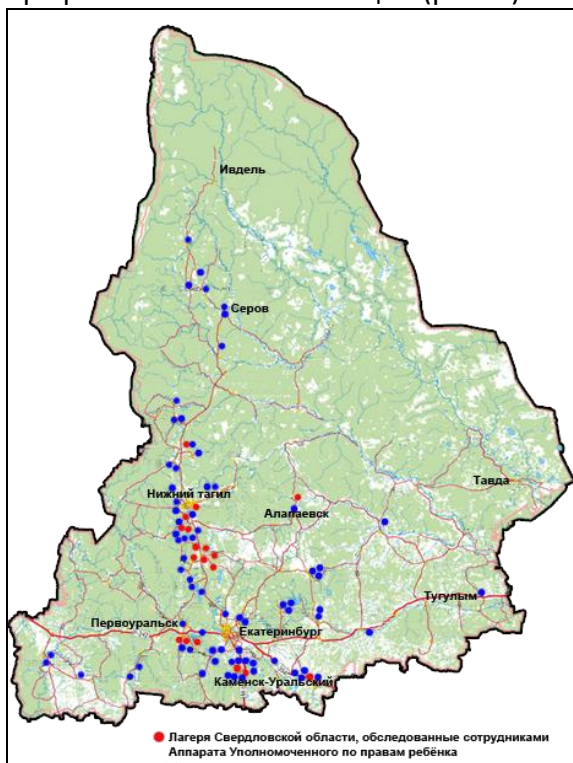 Ивдель
Серов
Тавда
Нижний тагил
Алапаевск
Тугулым
Первоуральск
Екатеринбург
Каменск-Уральский
Лагеря Свердловской области, обследованные сотрудниками
Аппарата Уполномоченного по правам ребёнка